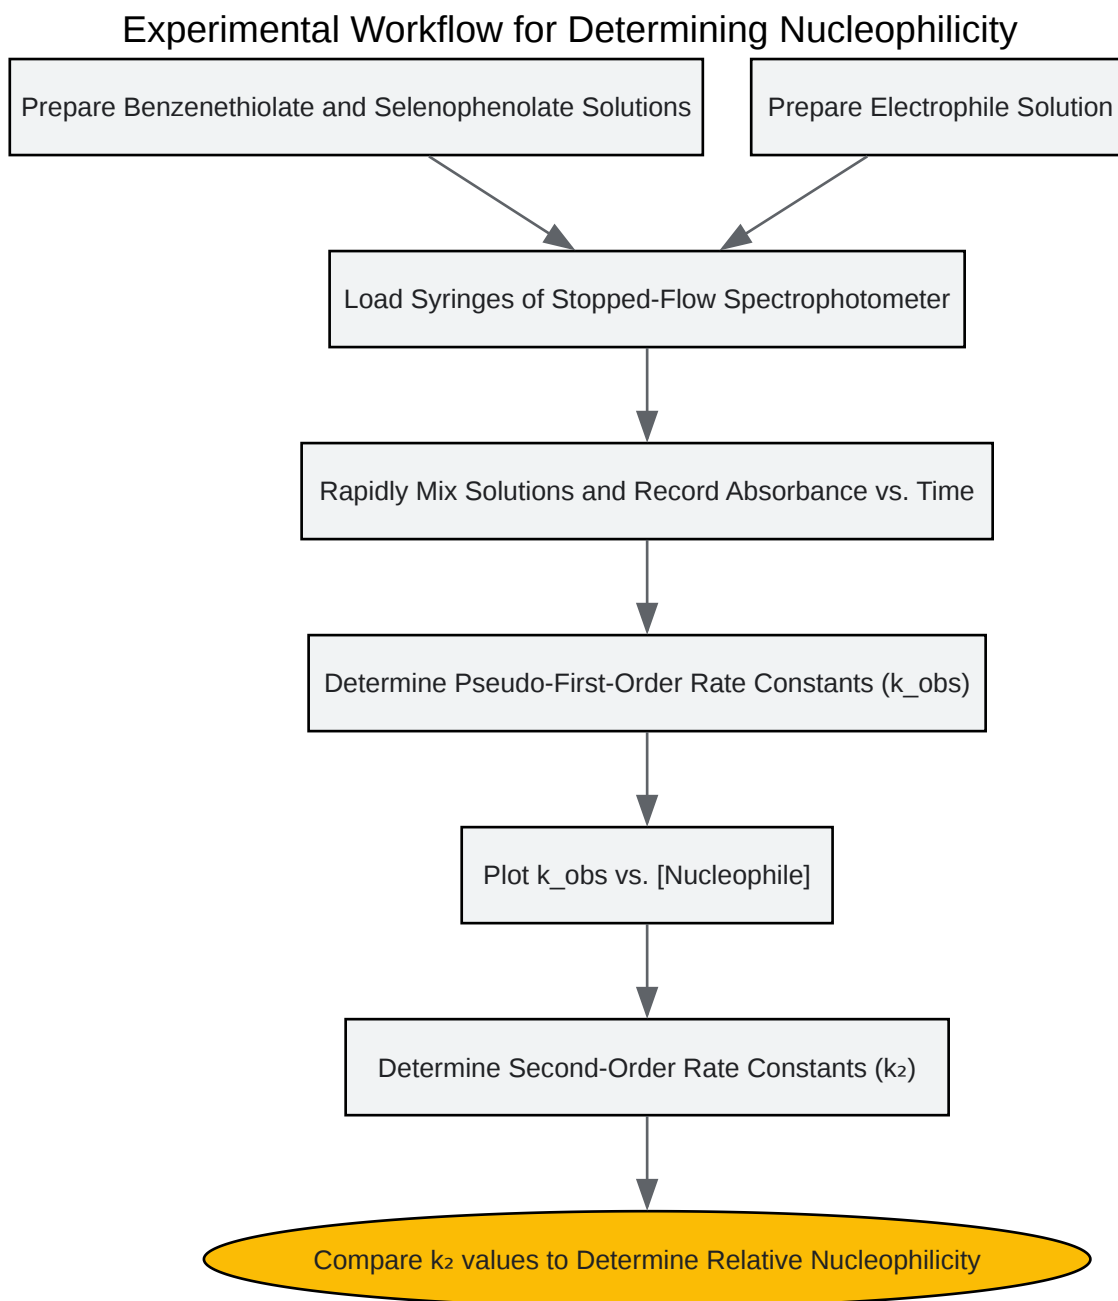 Experimental Workflow for Determining Nucleophilicity
Prepare Benzenethiolate and Selenophenolate Solutions
Prepare Electrophile Solution
Load Syringes of Stopped-Flow Spectrophotometer
Rapidly Mix Solutions and Record Absorbance vs. Time
Determine Pseudo-First-Order Rate Constants (k_obs)
Plot k_obs vs. [Nucleophile]
Determine Second-Order Rate Constants (k₂)
Compare k₂ values to Determine Relative Nucleophilicity